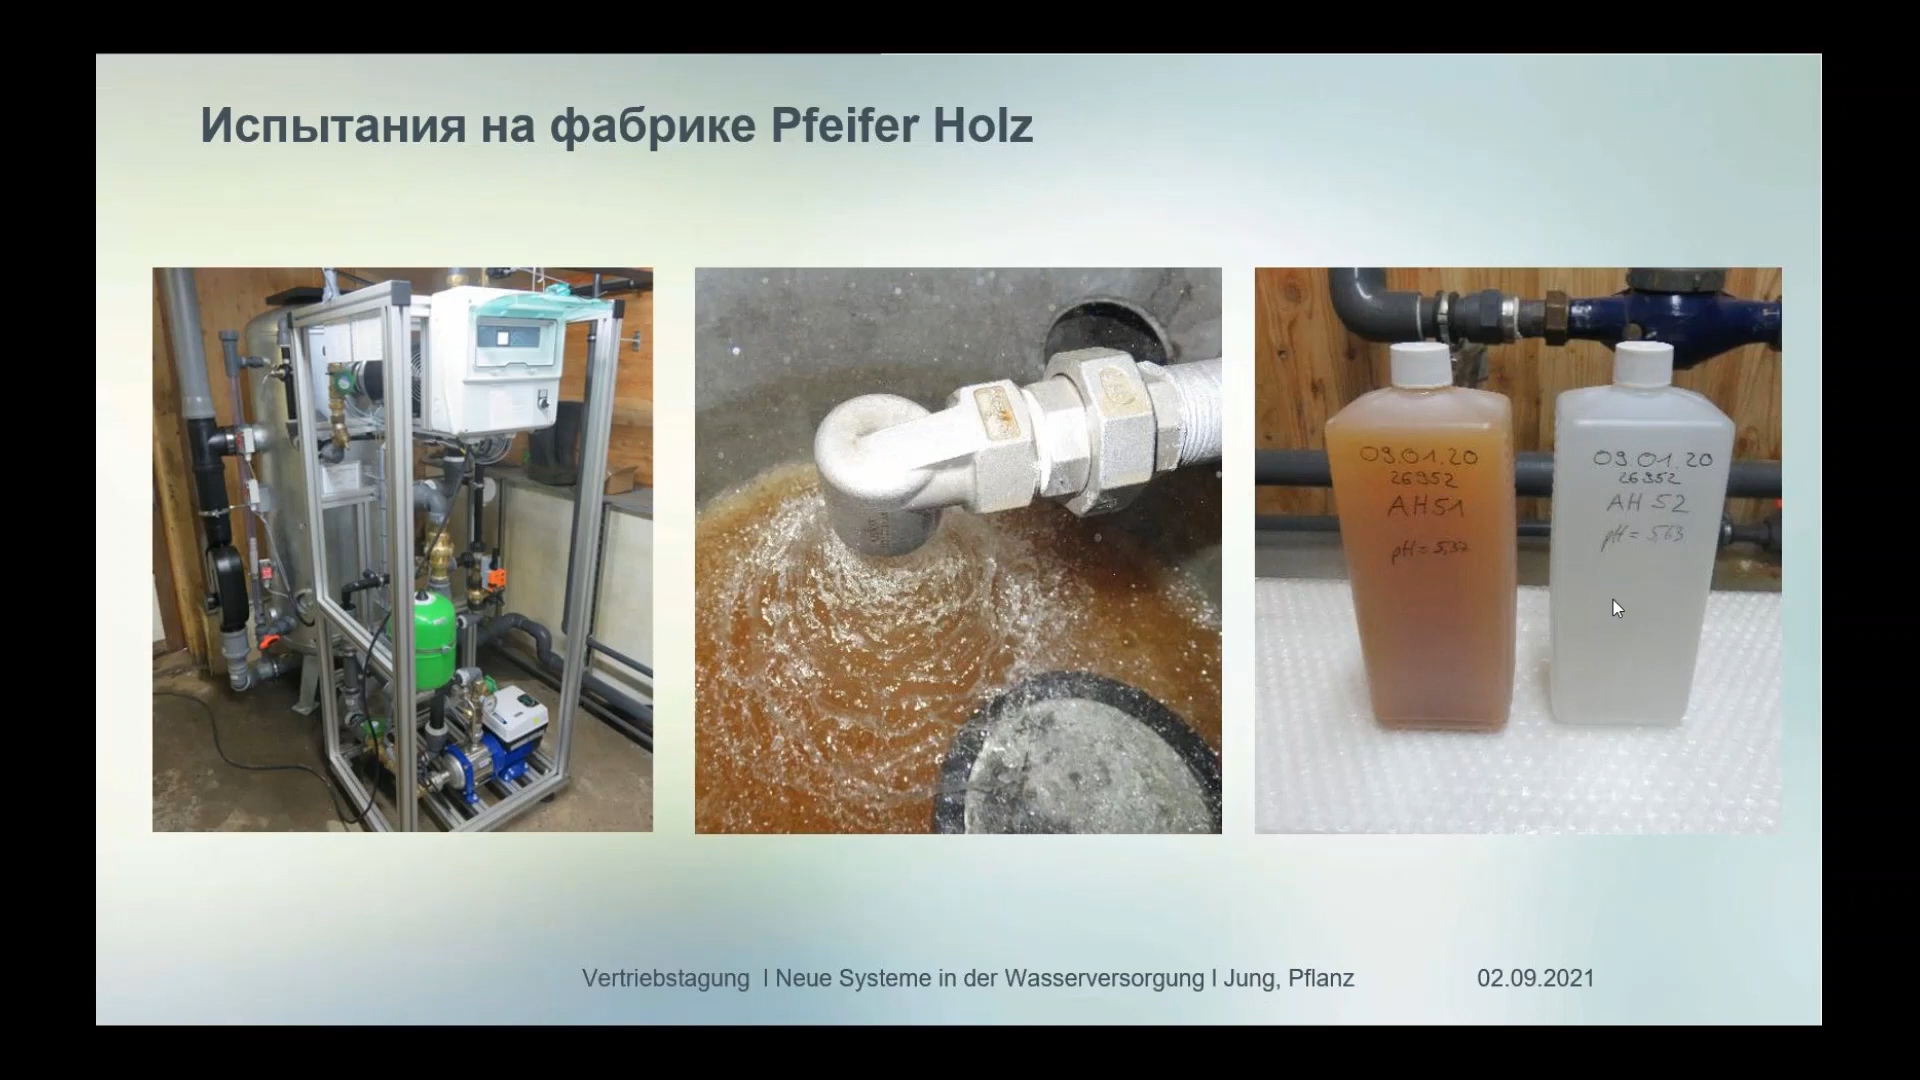 Испытания на фабрике Pfeifer Holz
09.01.20
26952
AH51
pH = 5,37
09.01.20
26952
AH 52
pH = 5,63
Vertriebstagung I Neue Systeme in der Wasserversorgung I Jung, Pflanz 02.09.2021